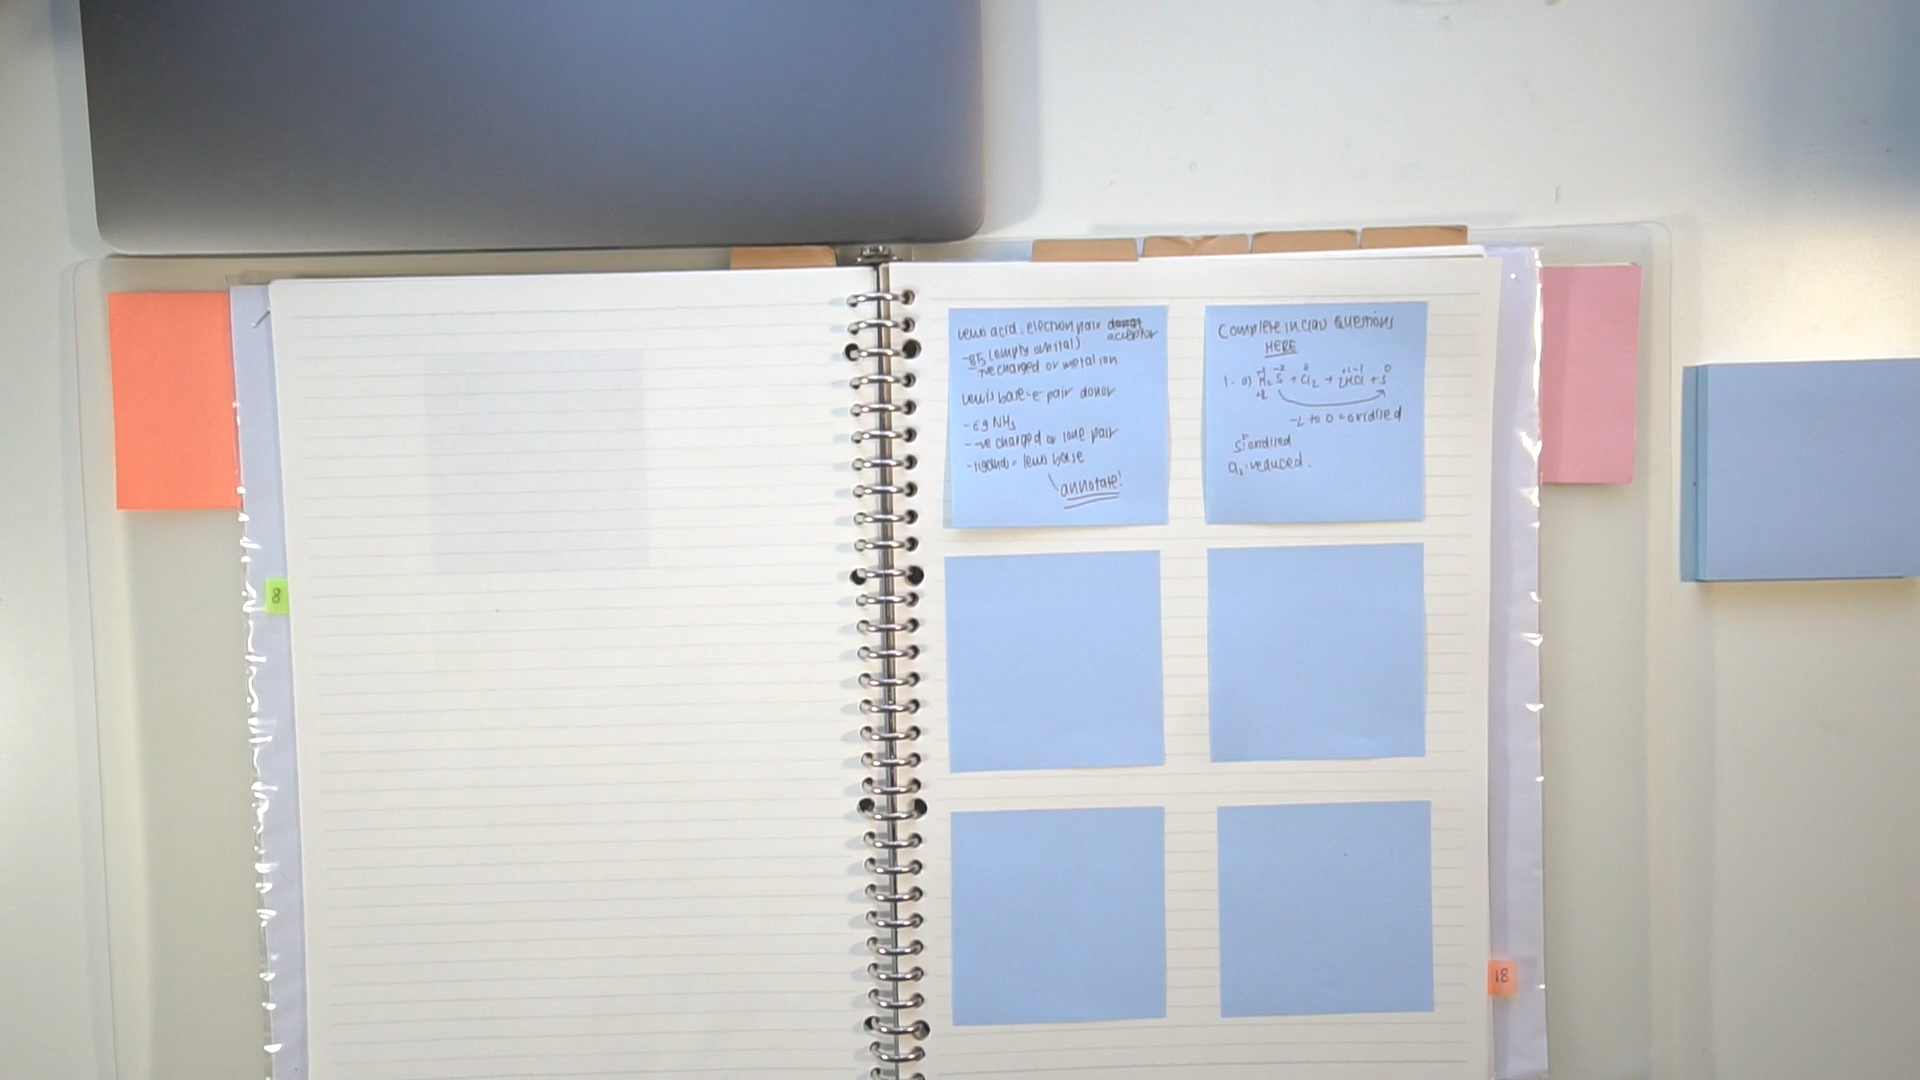 Lewis acid: electron pair donor
acceptor
-BF3 (empty orbital)
-+ve charged or metal ion
Lewis base = e- pair donor
-eg NH3
--ve charged or lone pair
-ligands = lewis base
annotate!
Complete in class questions
HERE
1. a) H2S + Cl2 → 2HCl + S
-2 to 0 = oxidised
S2-: oxidised
Cl2: reduced.
8
18